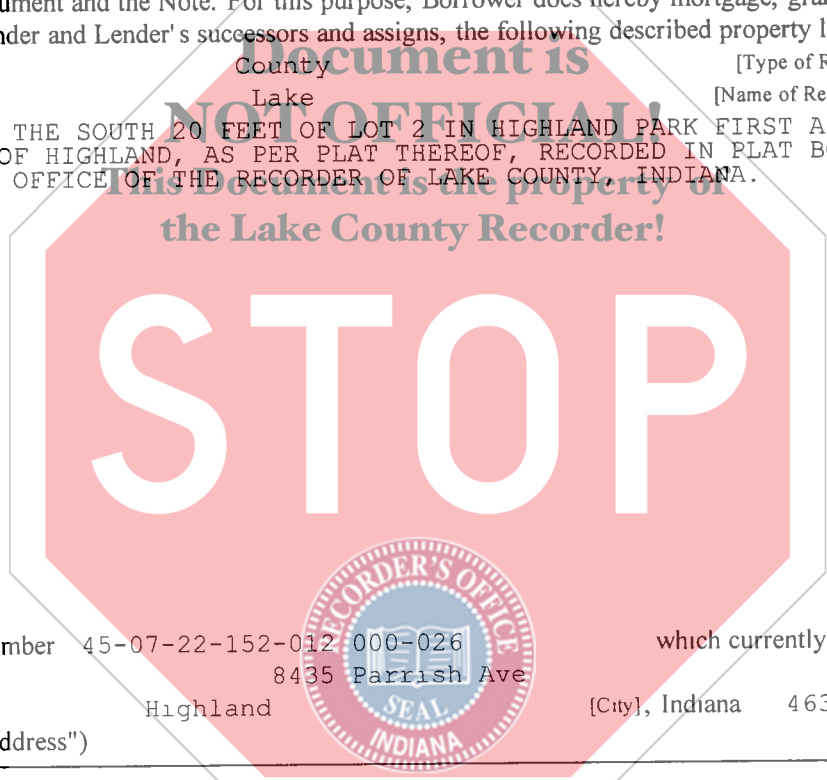 ument and the Note. For this purpose, Borrower does hereby mortgage, gra
nder and Lender's successors and assigns, the following described property l
Document is
County [Type of R
Lake [Name of Re
NOT OFFICIAL!
THE SOUTH 20 FEET OF LOT 2 IN HIGHLAND PARK FIRST A
OF HIGHLAND, AS PER PLAT THEREOF, RECORDED IN PLAT BO
OFFICE OF THE RECORDER OF LAKE COUNTY, INDIANA.
This Document is the property of
the Lake County Recorder!
STOP
RECORDER'S OFFICE
mber 45-07-22-152-012 000-026 which currently
8435 Parrish Ave
Highland [City], Indiana 463
SEAL
INDIANA
ddress")